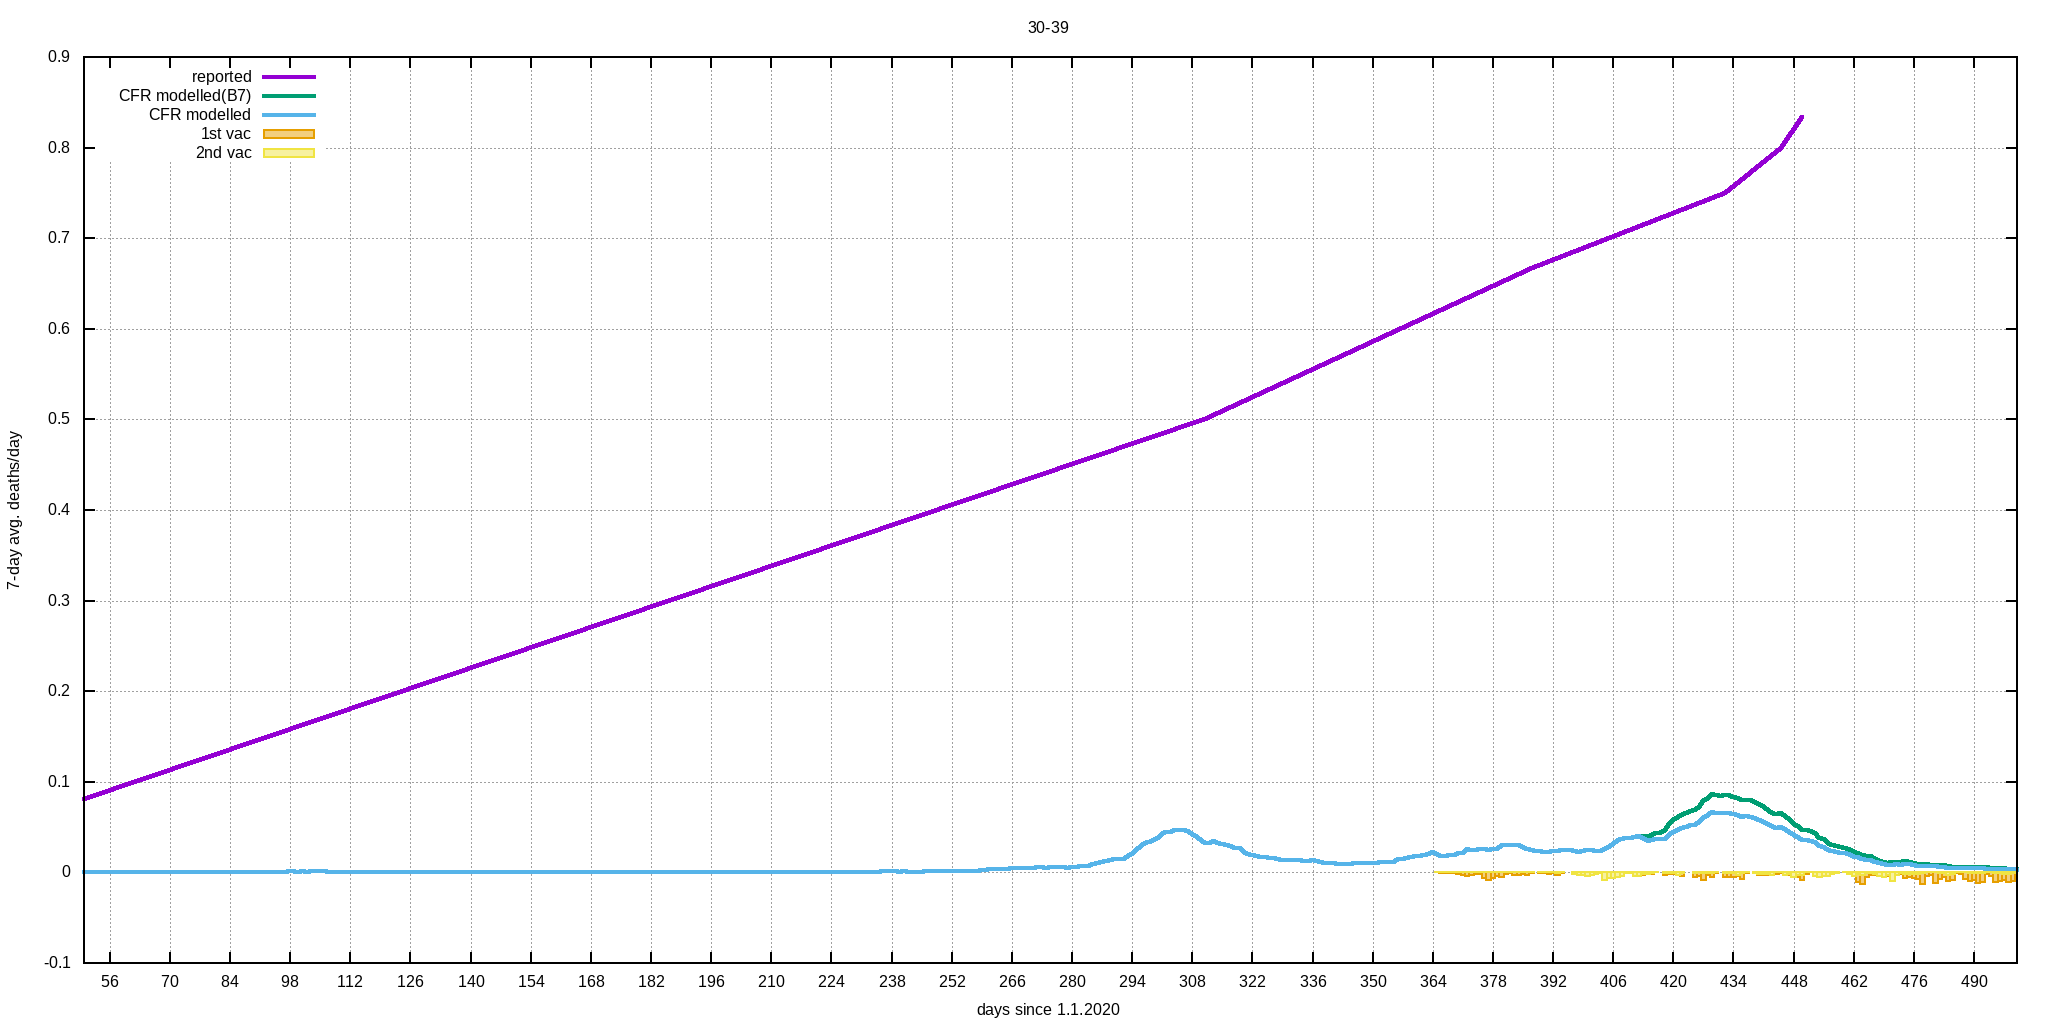 30-39
0.9
0.8
0.7
0.6
0.5
0.4
0.3
0.2
0.1
0
-0.1
7-day avg. deaths/day
reported
CFR modelled(B7)
CFR modelled
1st vac
2nd vac
56 70 84 98 112 126 140 154 168 182 196 210 224 238 252 266 280 294 308 322 336 350 364 378 392 406 420 434 448 462 476 490
days since 1.1.2020